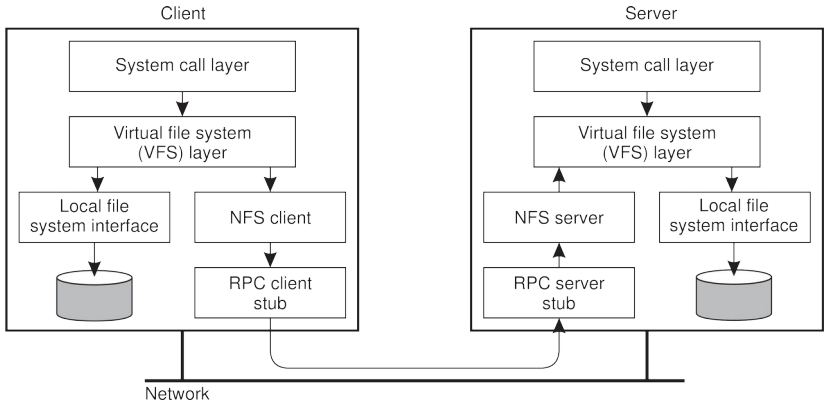 Client
System call layer
Virtual file system
(VFS) layer
Local file
system interface
NFS client
RPC client
stub
Server
System call layer
Virtual file system
(VFS) layer
NFS server
Local file
system interface
RPC server
stub
Network